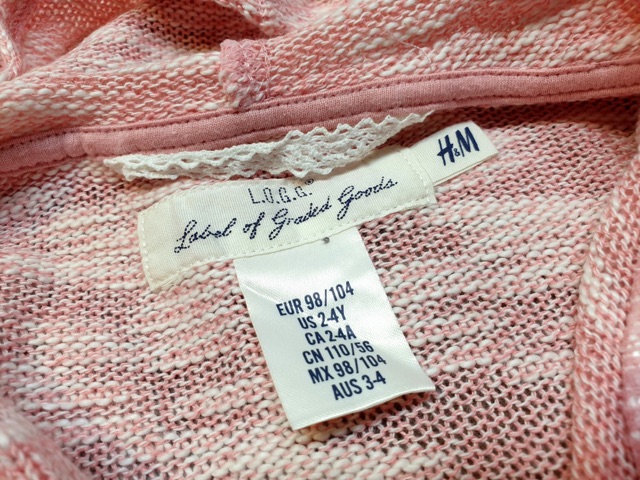 H&M
L.O.G.G.®
Label of Graded Goods
EUR 98/104
US 2-4Y
CA 2-4A
CN 110/56
MX 98/104
AUS 3-4